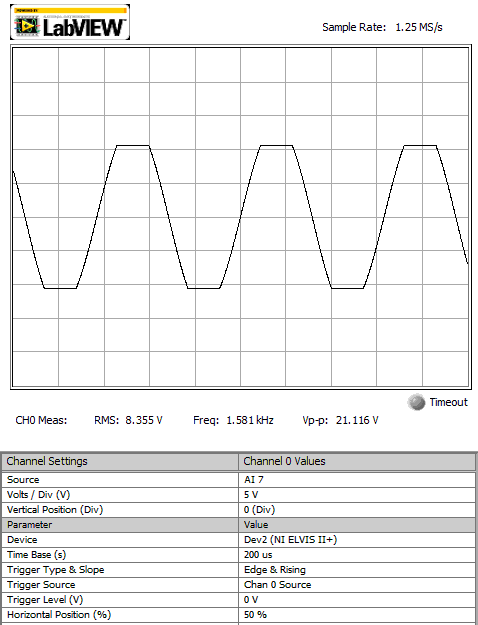 LabVIEW
Sample Rate: 1.25 MS/s
Timeout
CH0 Meas: RMS: 8.355 V Freq: 1.581 kHz Vp-p: 21.116 V
Channel Settings Channel 0 Values
Source AI 7
Volts / Div (V) 5 V
Vertical Position (Div) 0 (Div)
Parameter Value
Device Dev2 (NI ELVIS II+)
Time Base (s) 200 us
Trigger Type & Slope Edge & Rising
Trigger Source Chan 0 Source
Trigger Level (V) 0 V
Horizontal Position (%) 50 %